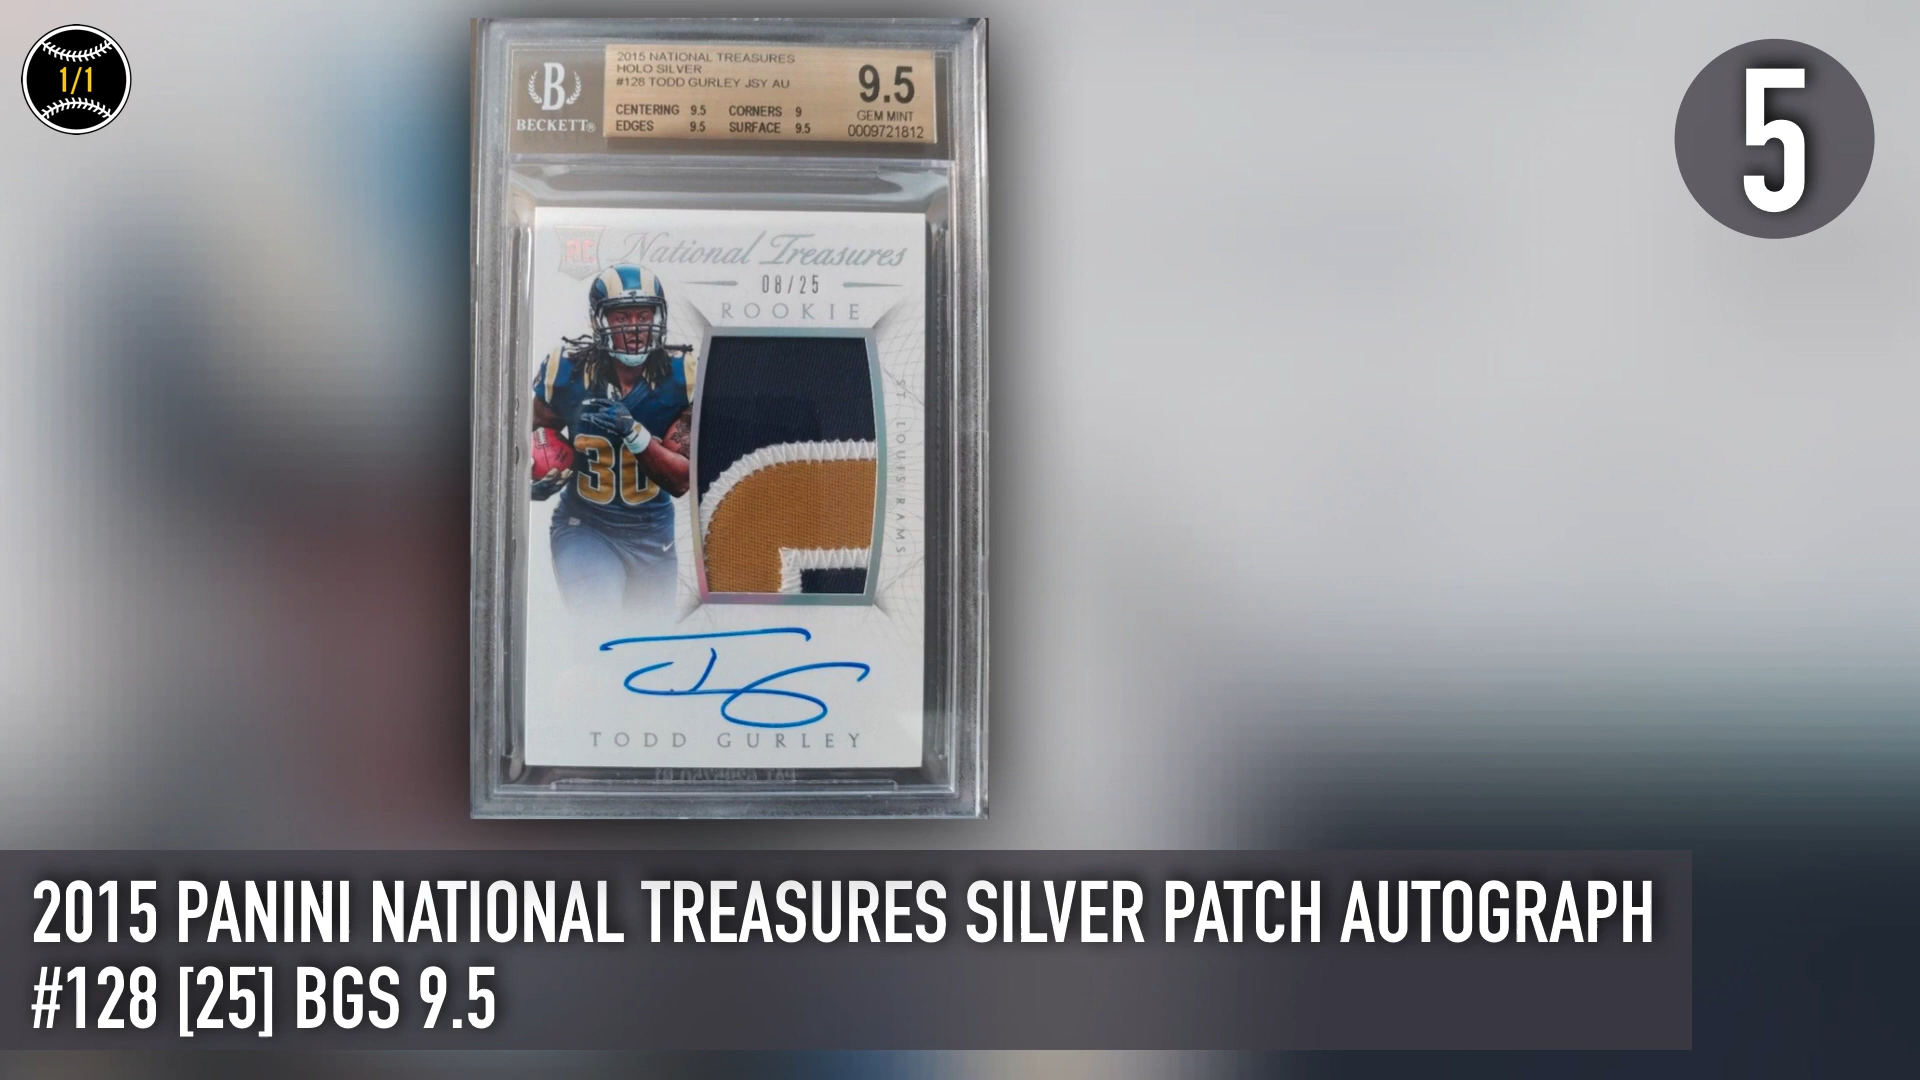 1/1
5
B
BECKETT®
2015 NATIONAL TREASURES
HOLO SILVER
#128 TODD GURLEY JSY AU
CENTERING 9.5 CORNERS 9
EDGES 9.5 SURFACE 9.5
9.5
GEM MINT
0009721812
RC
National Treasures
08/25
ROOKIE
30
ST. LOUIS RAMS
TODD GURLEY
2015 PANINI NATIONAL TREASURES SILVER PATCH AUTOGRAPH
#128 [25] BGS 9.5